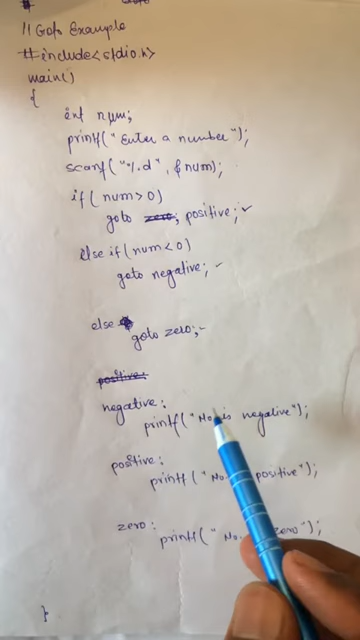 // Goto Example
#include<stdio.h>
main()
{
int num;
printf("Enter a number");
scanf("%d", &num);
if(num>0)
goto zero; positive;
else if(num<0)
goto negative;
else
goto zero;
positive:
negative:
printf("No. is negative");
positive:
printf("No. positive");
zero:
printf("No. zero");
}